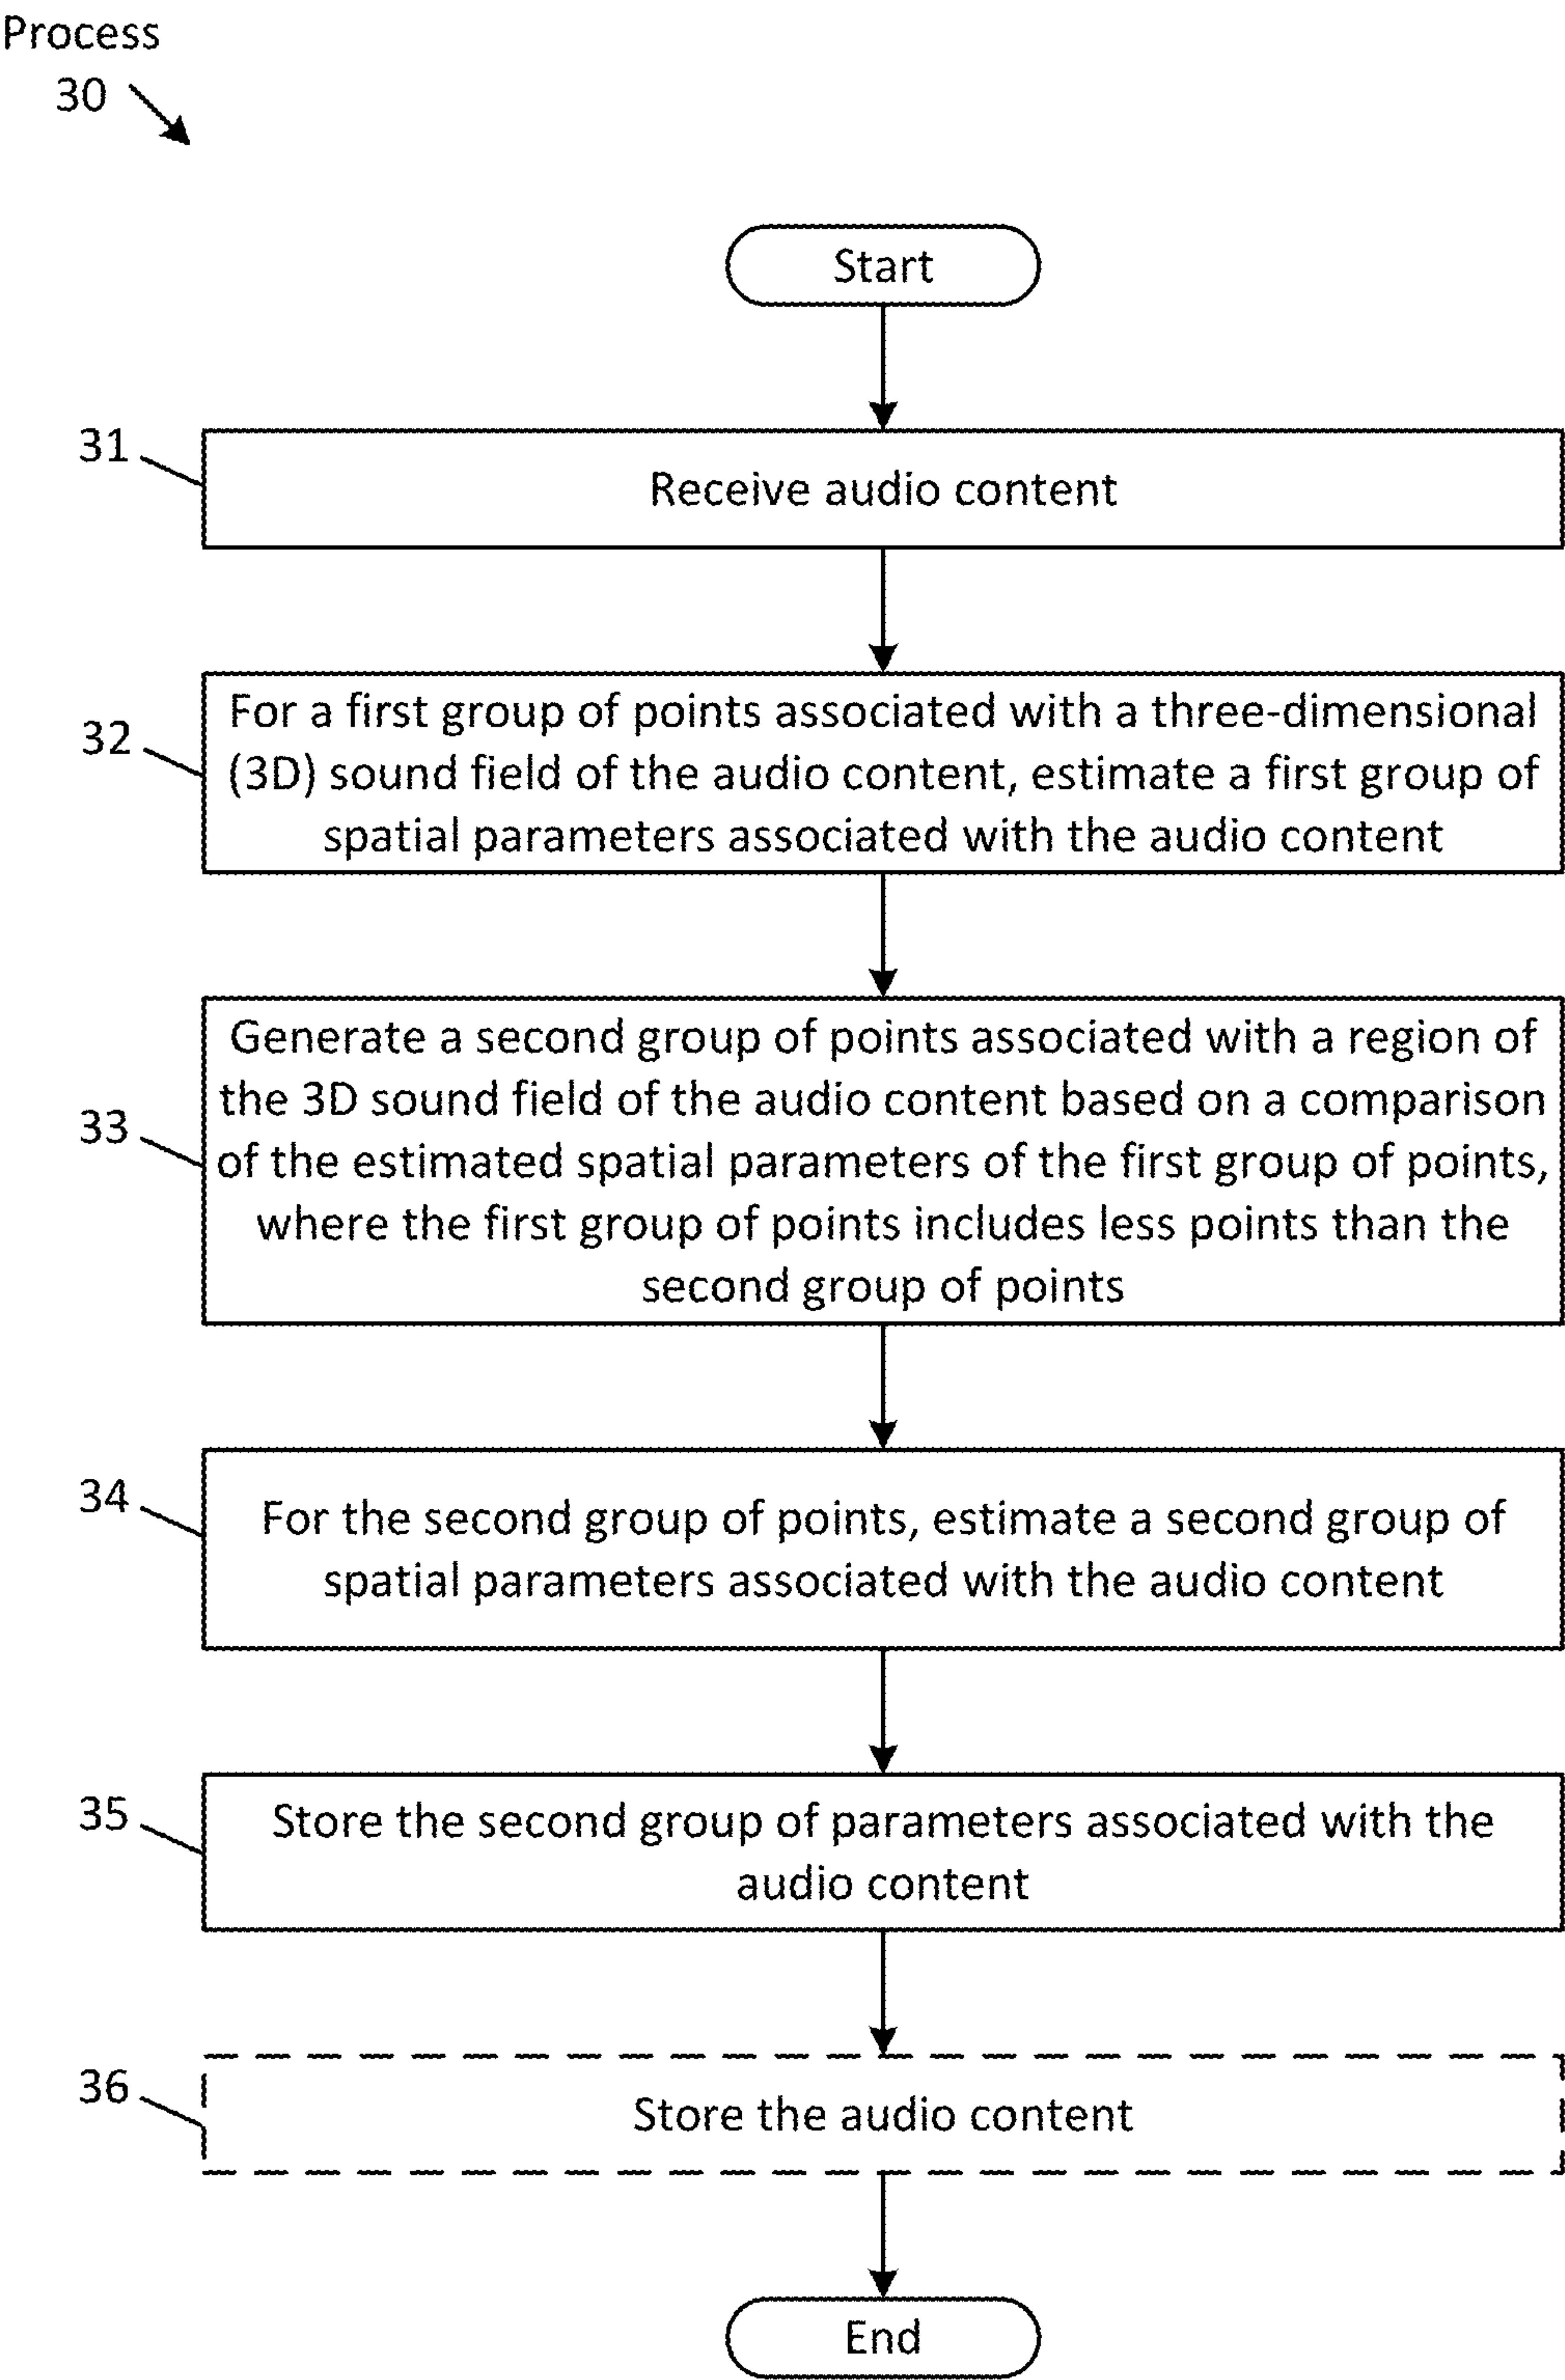 Process
30
Start
31
Receive audio content
32
For a first group of points associated with a three-dimensional
(3D) sound field of the audio content, estimate a first group of
spatial parameters associated with the audio content
33
Generate a second group of points associated with a region of
the 3D sound field of the audio content based on a comparison
of the estimated spatial parameters of the first group of points,
where the first group of points includes less points than the
second group of points
34
For the second group of points, estimate a second group of
spatial parameters associated with the audio content
35
Store the second group of parameters associated with the
audio content
36
Store the audio content
End